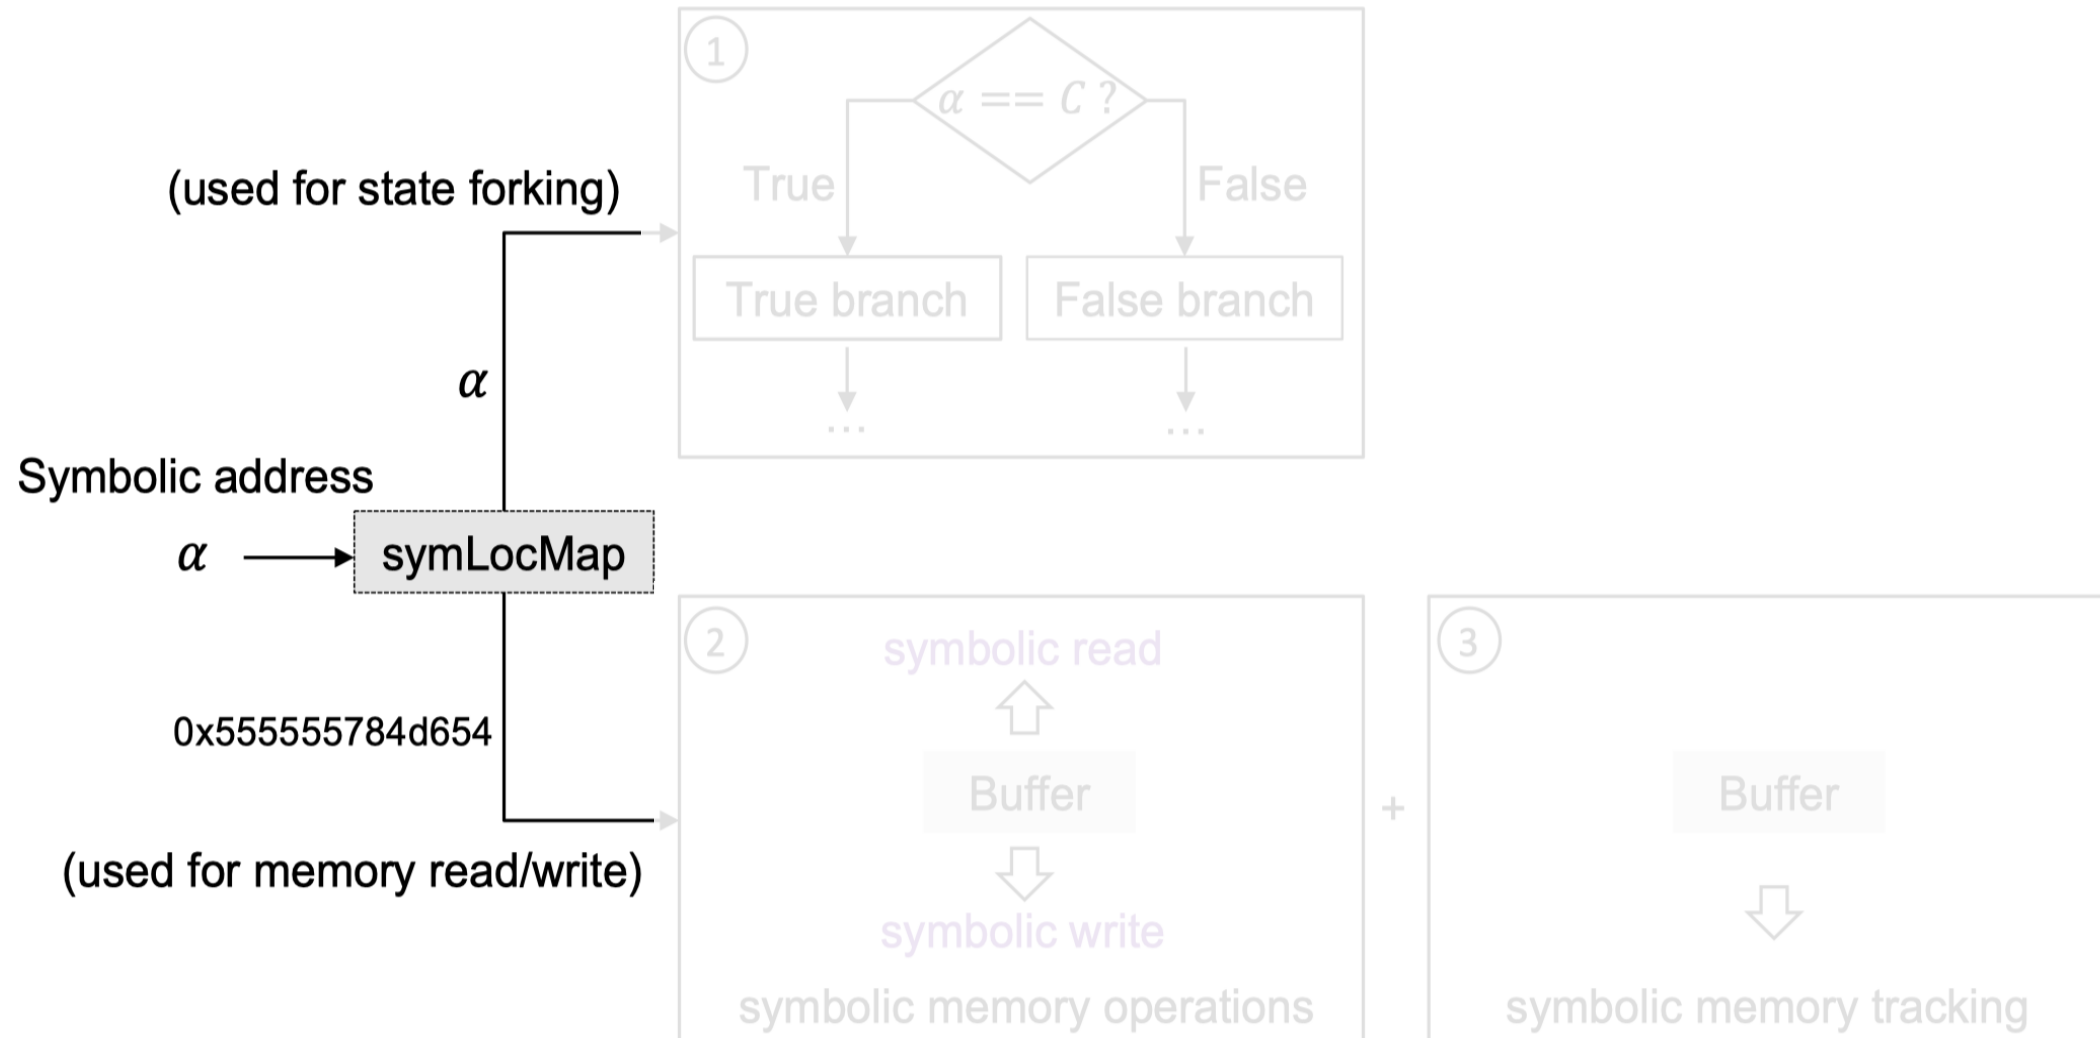 1
α == C ?
(used for state forking)
True
False
True branch
False branch
α
...
...
Symbolic address
α
symLocMap
2
symbolic read
3
0x555555784d654
Buffer
+
Buffer
(used for memory read/write)
symbolic write
symbolic memory operations
symbolic memory tracking